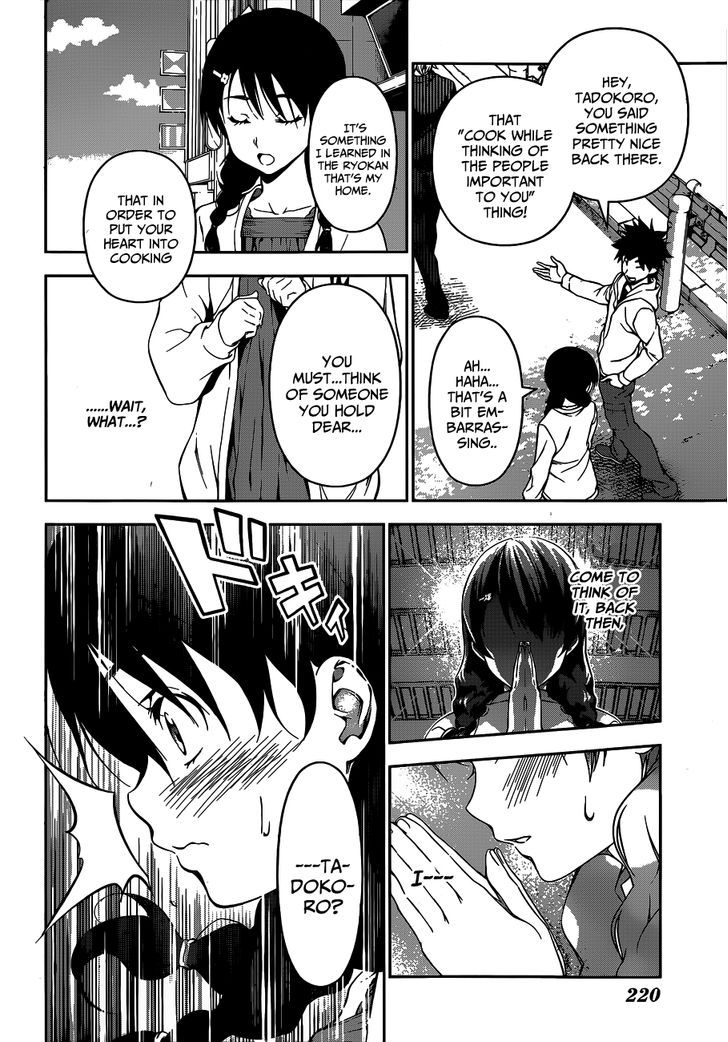 HEY,
TADOKORO,
YOU SAID
SOMETHING
PRETTY NICE
BACK THERE.
THAT
"COOK WHILE
THINKING OF
THE PEOPLE
IMPORTANT
TO YOU"
THING!
AH...
HAHA...
THAT'S A
BIT EM-
BARRAS-
SING..
IT'S
SOMETHING
I LEARNED IN
THE RYOKAN
THAT'S MY
HOME.
THAT IN
ORDER TO
PUT YOUR
HEART INTO
COOKING
YOU
MUST...THINK
OF SOMEONE
YOU HOLD
DEAR...
......WAIT,
WHAT...?
COME TO
THINK OF
IT, BACK
THEN,
I---
ドキィ
---TA-
DOKO-
RO?
220